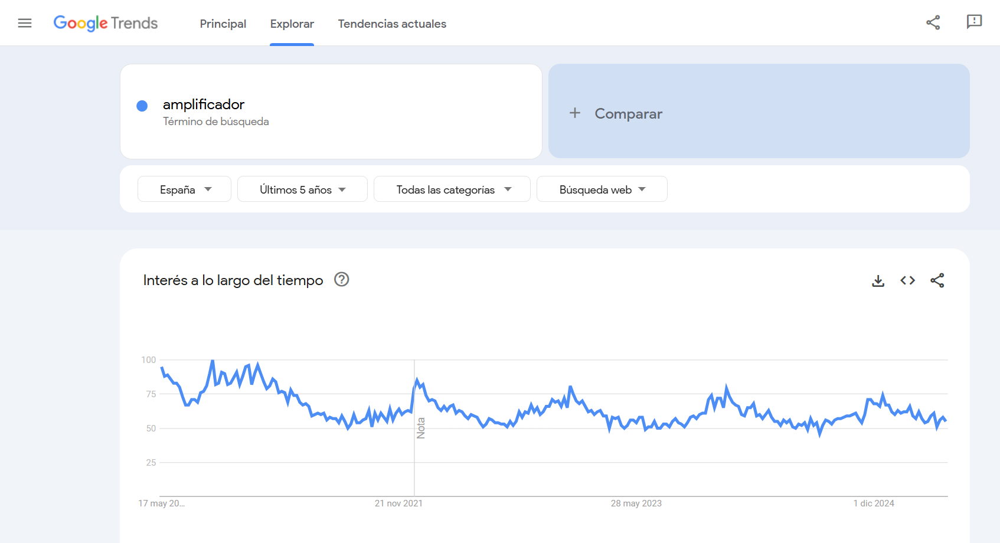 Google Trends
Principal
Explorar
Tendencias actuales
amplificador
Término de búsqueda
Comparar
España
Últimos 5 años
Todas las categorías
Búsqueda web
Interés a lo largo del tiempo
100
75
50
25
Nota
17 may 20...
21 nov 2021
28 may 2023
1 dic 2024